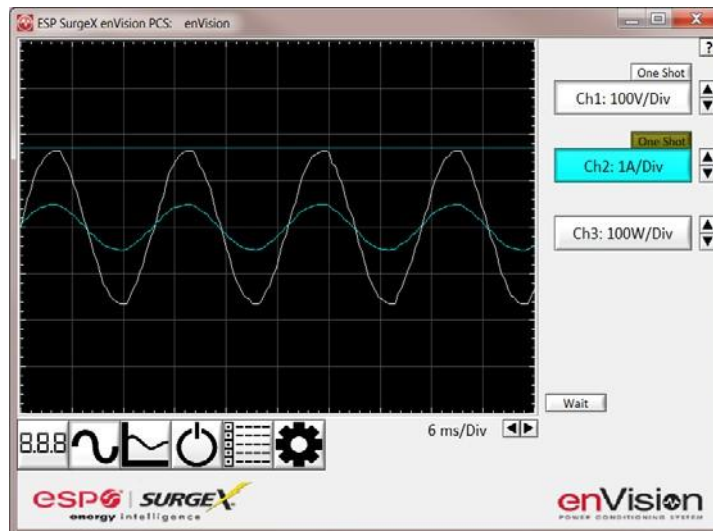 ESP SurgeX enVision PCS: enVision
?
One Shot
Ch1: 100V/Div
One Shot
Ch2: 1A/Div
Ch3: 100W/Div
Wait
6 ms/Div
8.8.8
esp SURGEX
energy intelligence
enVision
POWER CONDITIONING SYSTEM